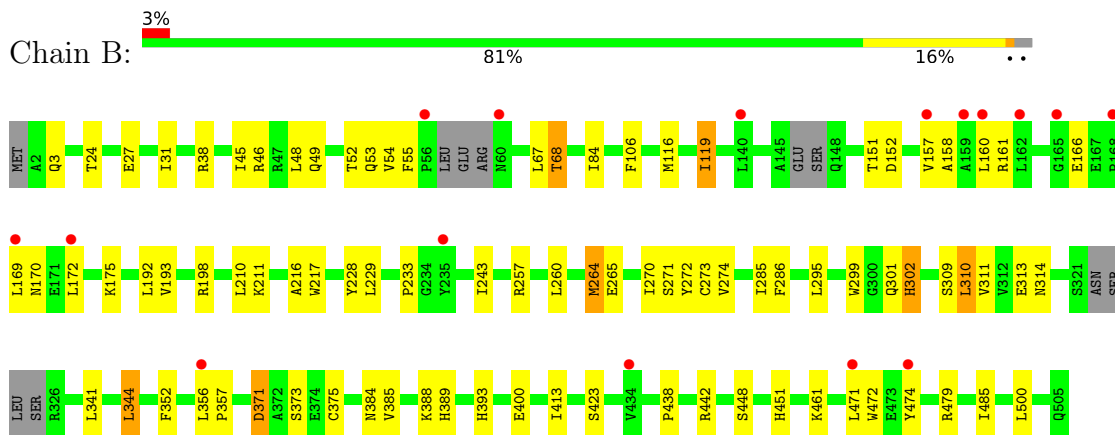 3%
Chain B:
81% 16% • •
MET A2 Q3 T24 E27 I31 R38 I45 R46 R47 L48 Q49 T52 Q53 V54 F55 P56 LEU GLU ARG N60 L67 T68 I84 F106 M116 I119 L140 A145 GLU SER Q148 T151 D152 V157 A158 A159 L160 R161 L162 G165 E166 E167
L169 N170 E171 L172 K175 L192 V193 R198 L210 K211 A216 W217 Y228 L229 P233 G234 Y235 I243 R257 L260 M264 E265 I270 S271 Y272 C273 V274 I285 F286 L295 W299 G300 Q301 H302 S309 L310 V311 V312 E313 N314 S321 ASN SER
LEU SER R326 L341 L344 F352 L356 P357 D371 A372 S373 E374 C375 N384 V385 K388 H389 H393 E400 I413 S423 V434 P438 R442 S448 H451 K461 L471 W472 E473 Y474 R479 I485 L500 Q505